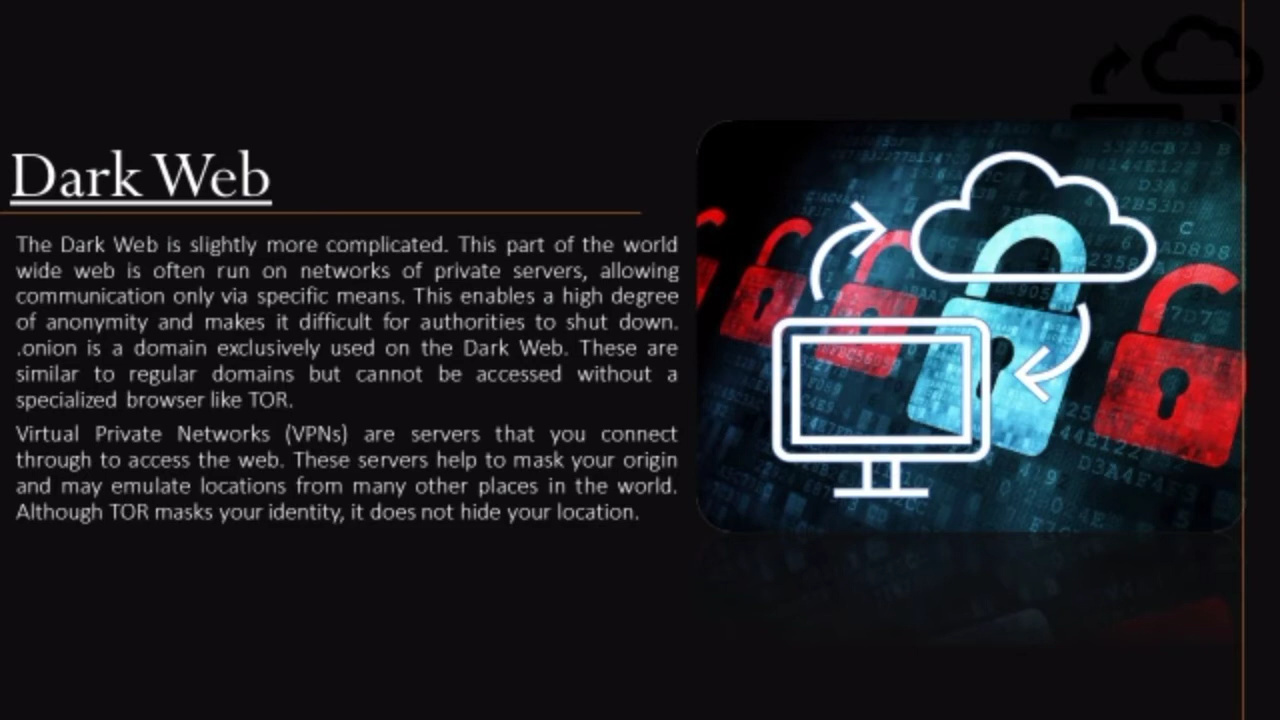 Dark Web
The Dark Web is slightly more complicated. This part of the world
wide web is often run on networks of private servers, allowing
communication only via specific means. This enables a high degree
of anonymity and makes it difficult for authorities to shut down.
.onion is a domain exclusively used on the Dark Web. These are
similar to regular domains but cannot be accessed without a
specialized browser like TOR.
Virtual Private Networks (VPNs) are servers that you connect
through to access the web. These servers help to mask your origin
and may emulate locations from many other places in the world.
Although TOR masks your identity, it does not hide your location.